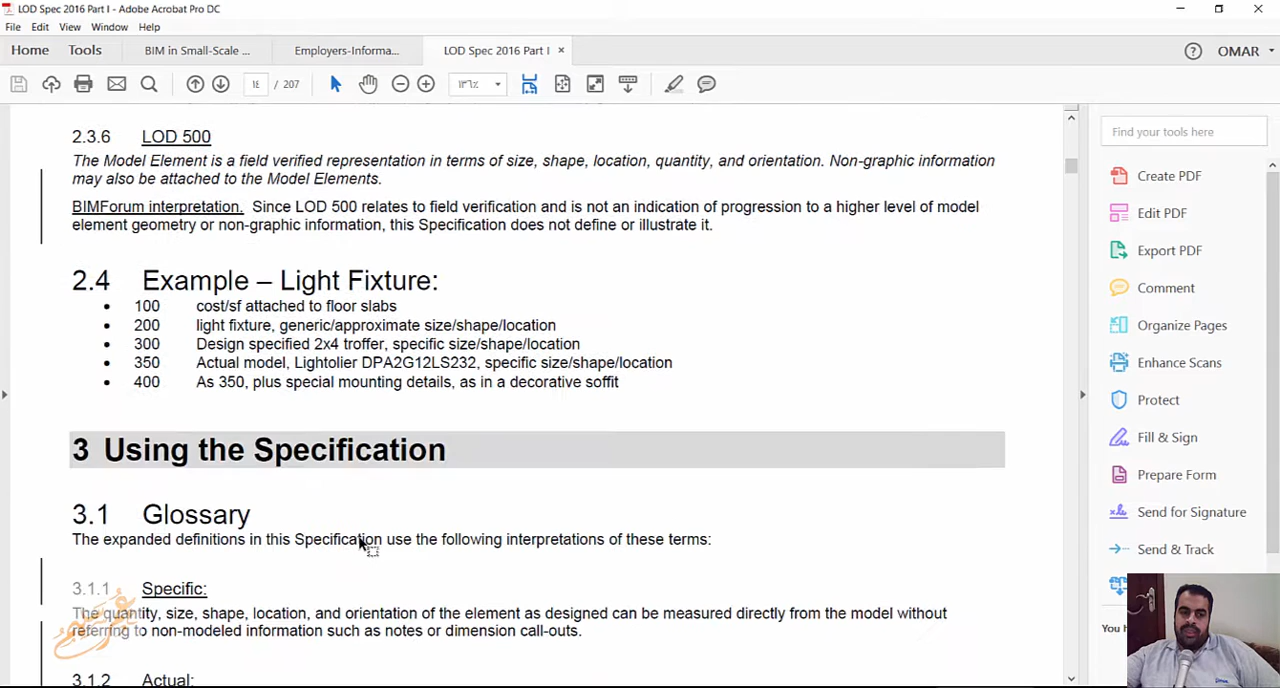 LOD Spec 2016 Part I - Adobe Acrobat Pro DC
File Edit View Window Help
Home Tools BIM in Small-Scale ... Employers-Informa... LOD Spec 2016 Part I × OMAR
١٤ / 207 ١٣٦٪
2.3.6 LOD 500
The Model Element is a field verified representation in terms of size, shape, location, quantity, and orientation. Non-graphic information
may also be attached to the Model Elements.
BIMForum interpretation. Since LOD 500 relates to field verification and is not an indication of progression to a higher level of model
element geometry or non-graphic information, this Specification does not define or illustrate it.
2.4 Example – Light Fixture:
• 100 cost/sf attached to floor slabs
• 200 light fixture, generic/approximate size/shape/location
• 300 Design specified 2x4 troffer, specific size/shape/location
• 350 Actual model, Lightolier DPA2G12LS232, specific size/shape/location
• 400 As 350, plus special mounting details, as in a decorative soffit
3 Using the Specification
3.1 Glossary
The expanded definitions in this Specification use the following interpretations of these terms:
3.1.1 Specific:
The quantity, size, shape, location, and orientation of the element as designed can be measured directly from the model without
referring to non-modeled information such as notes or dimension call-outs.
3.1.2 Actual:
Find your tools here
Create PDF
Edit PDF
Export PDF
Comment
Organize Pages
Enhance Scans
Protect
Fill & Sign
Prepare Form
Send for Signature
Send & Track
You h